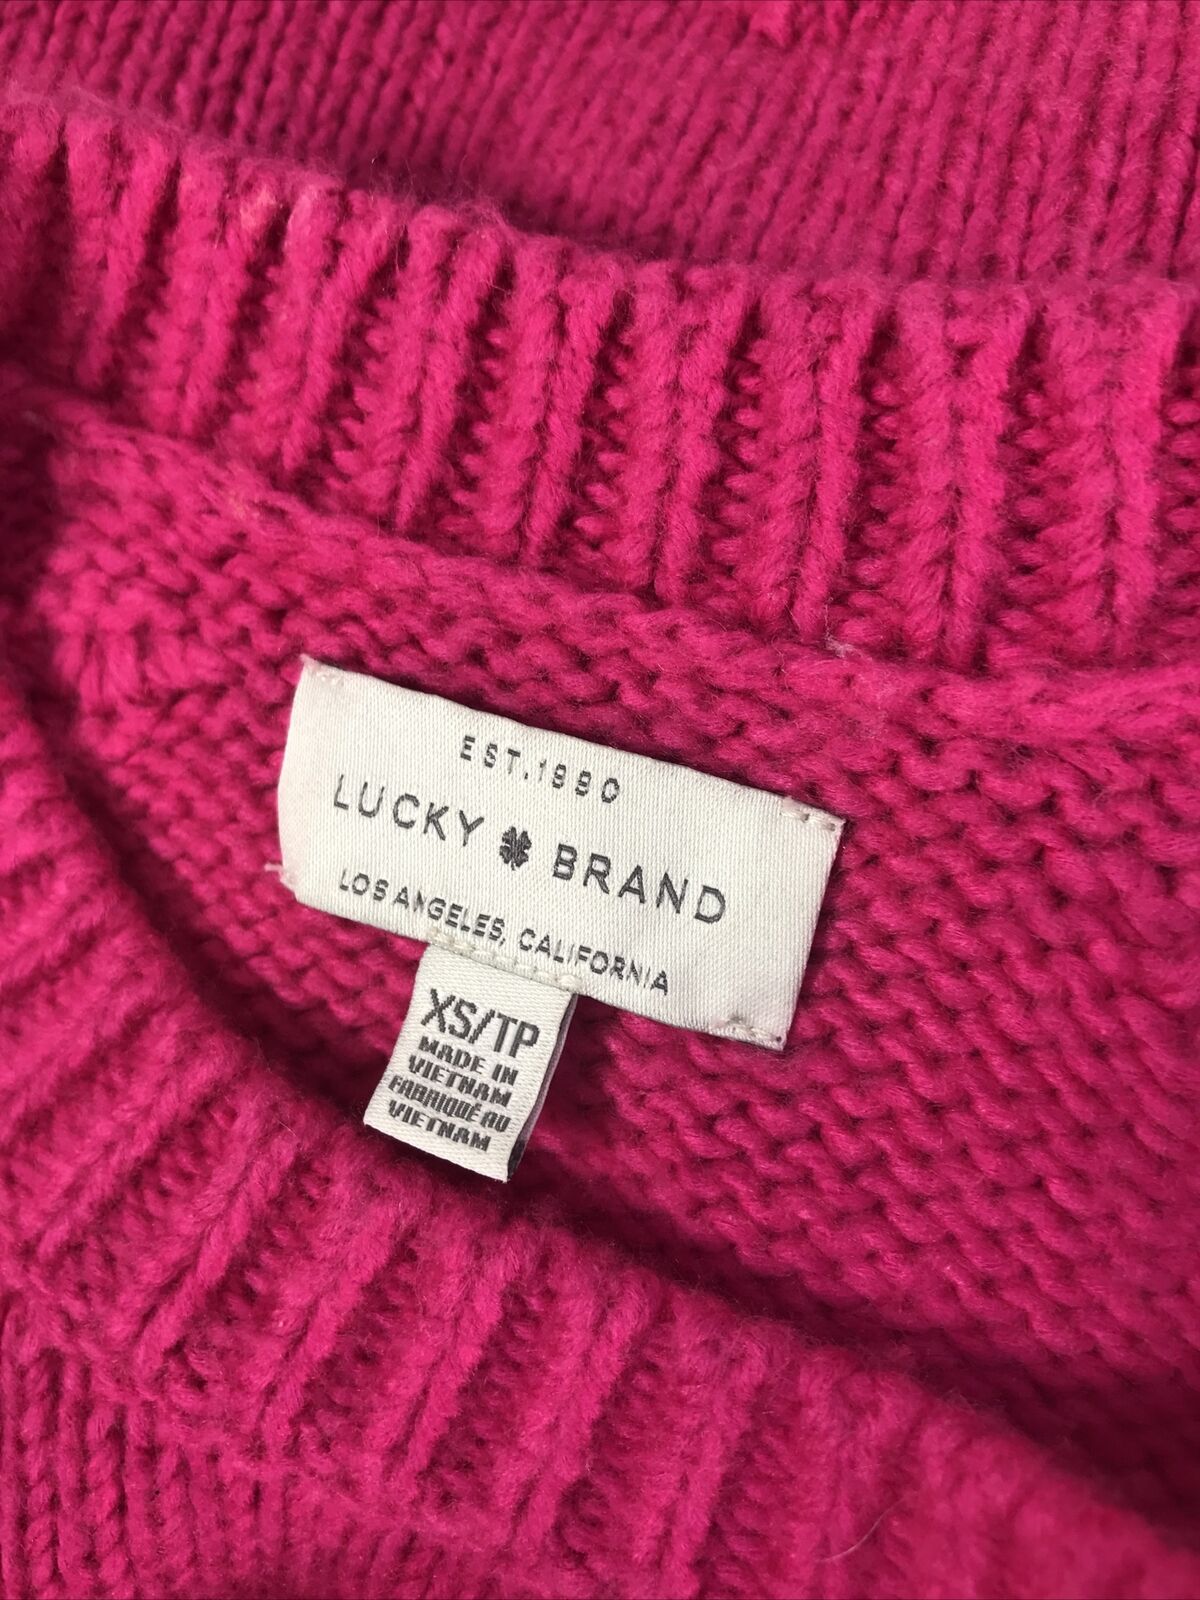 EST.1990
LUCKY BRAND
LOS ANGELES, CALIFORNIA
XS/TP
MADE IN
VIETNAM
FABRIQUÉ AU
VIETNAM